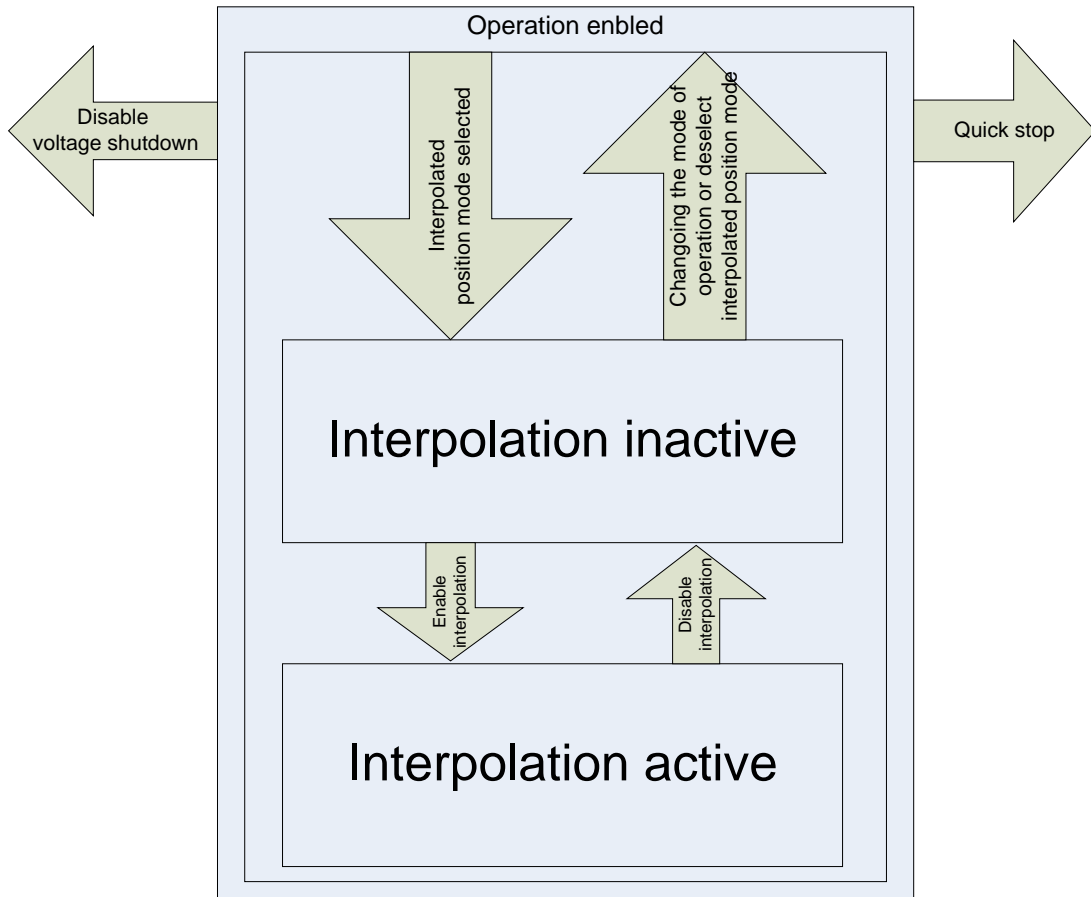 Operation enbled
Disable
voltage shutdown
Interpolated
position mode selected
Changoing the mode of
operation or deselect
interpolated position mode
Quick stop
Interpolation inactive
Enable
interpolation
Disable
interpolation
Interpolation active